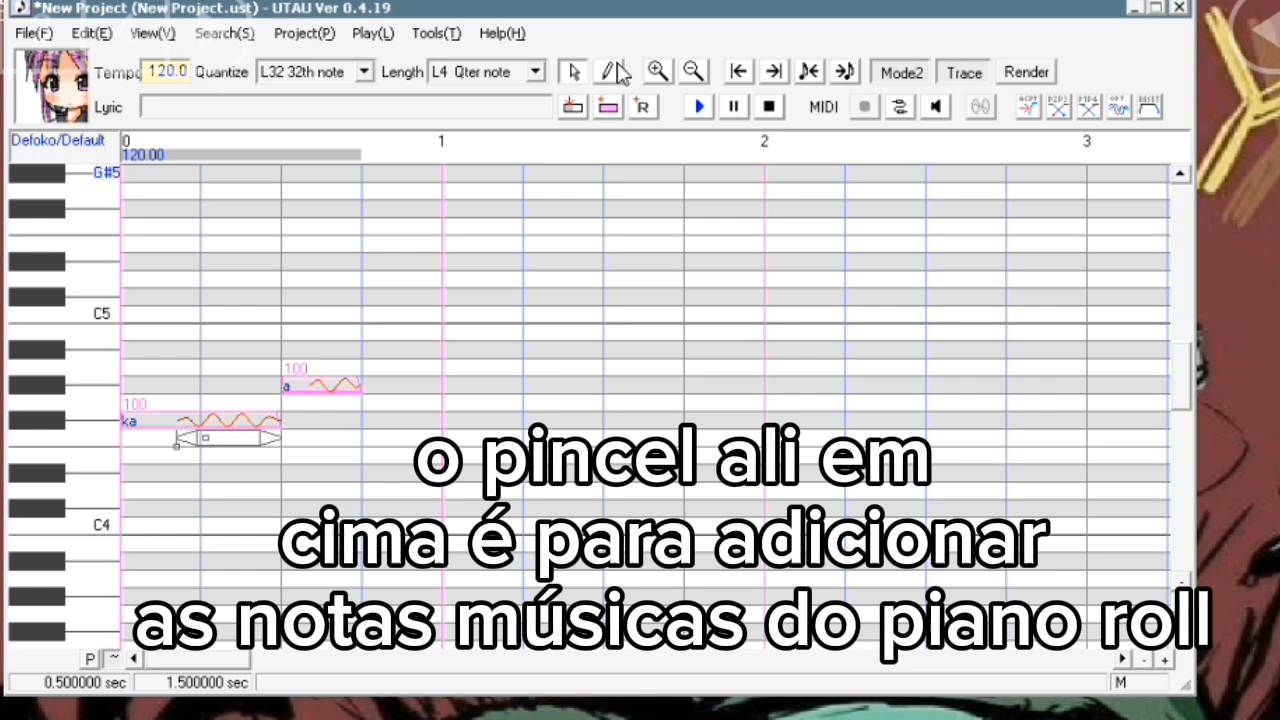 *New Project (New Project.ust) - UTAU Ver 0.4.19
File(F) Edit(E) View(V) Search(S) Project(P) Play(L) Tools(T) Help(H)
Tempo 120.0 Quantize L32 32th note Length L4 Qter note Mode2 Trace Render
Lyric R MIDI
Defoko/Default 0 1 2 3
120.00
G#5
C5
100
a
100
ka
C4
o pincel ali em
cima é para adicionar
as notas músicas do piano roll
P ~ - +
0.500000 sec 1.500000 sec M